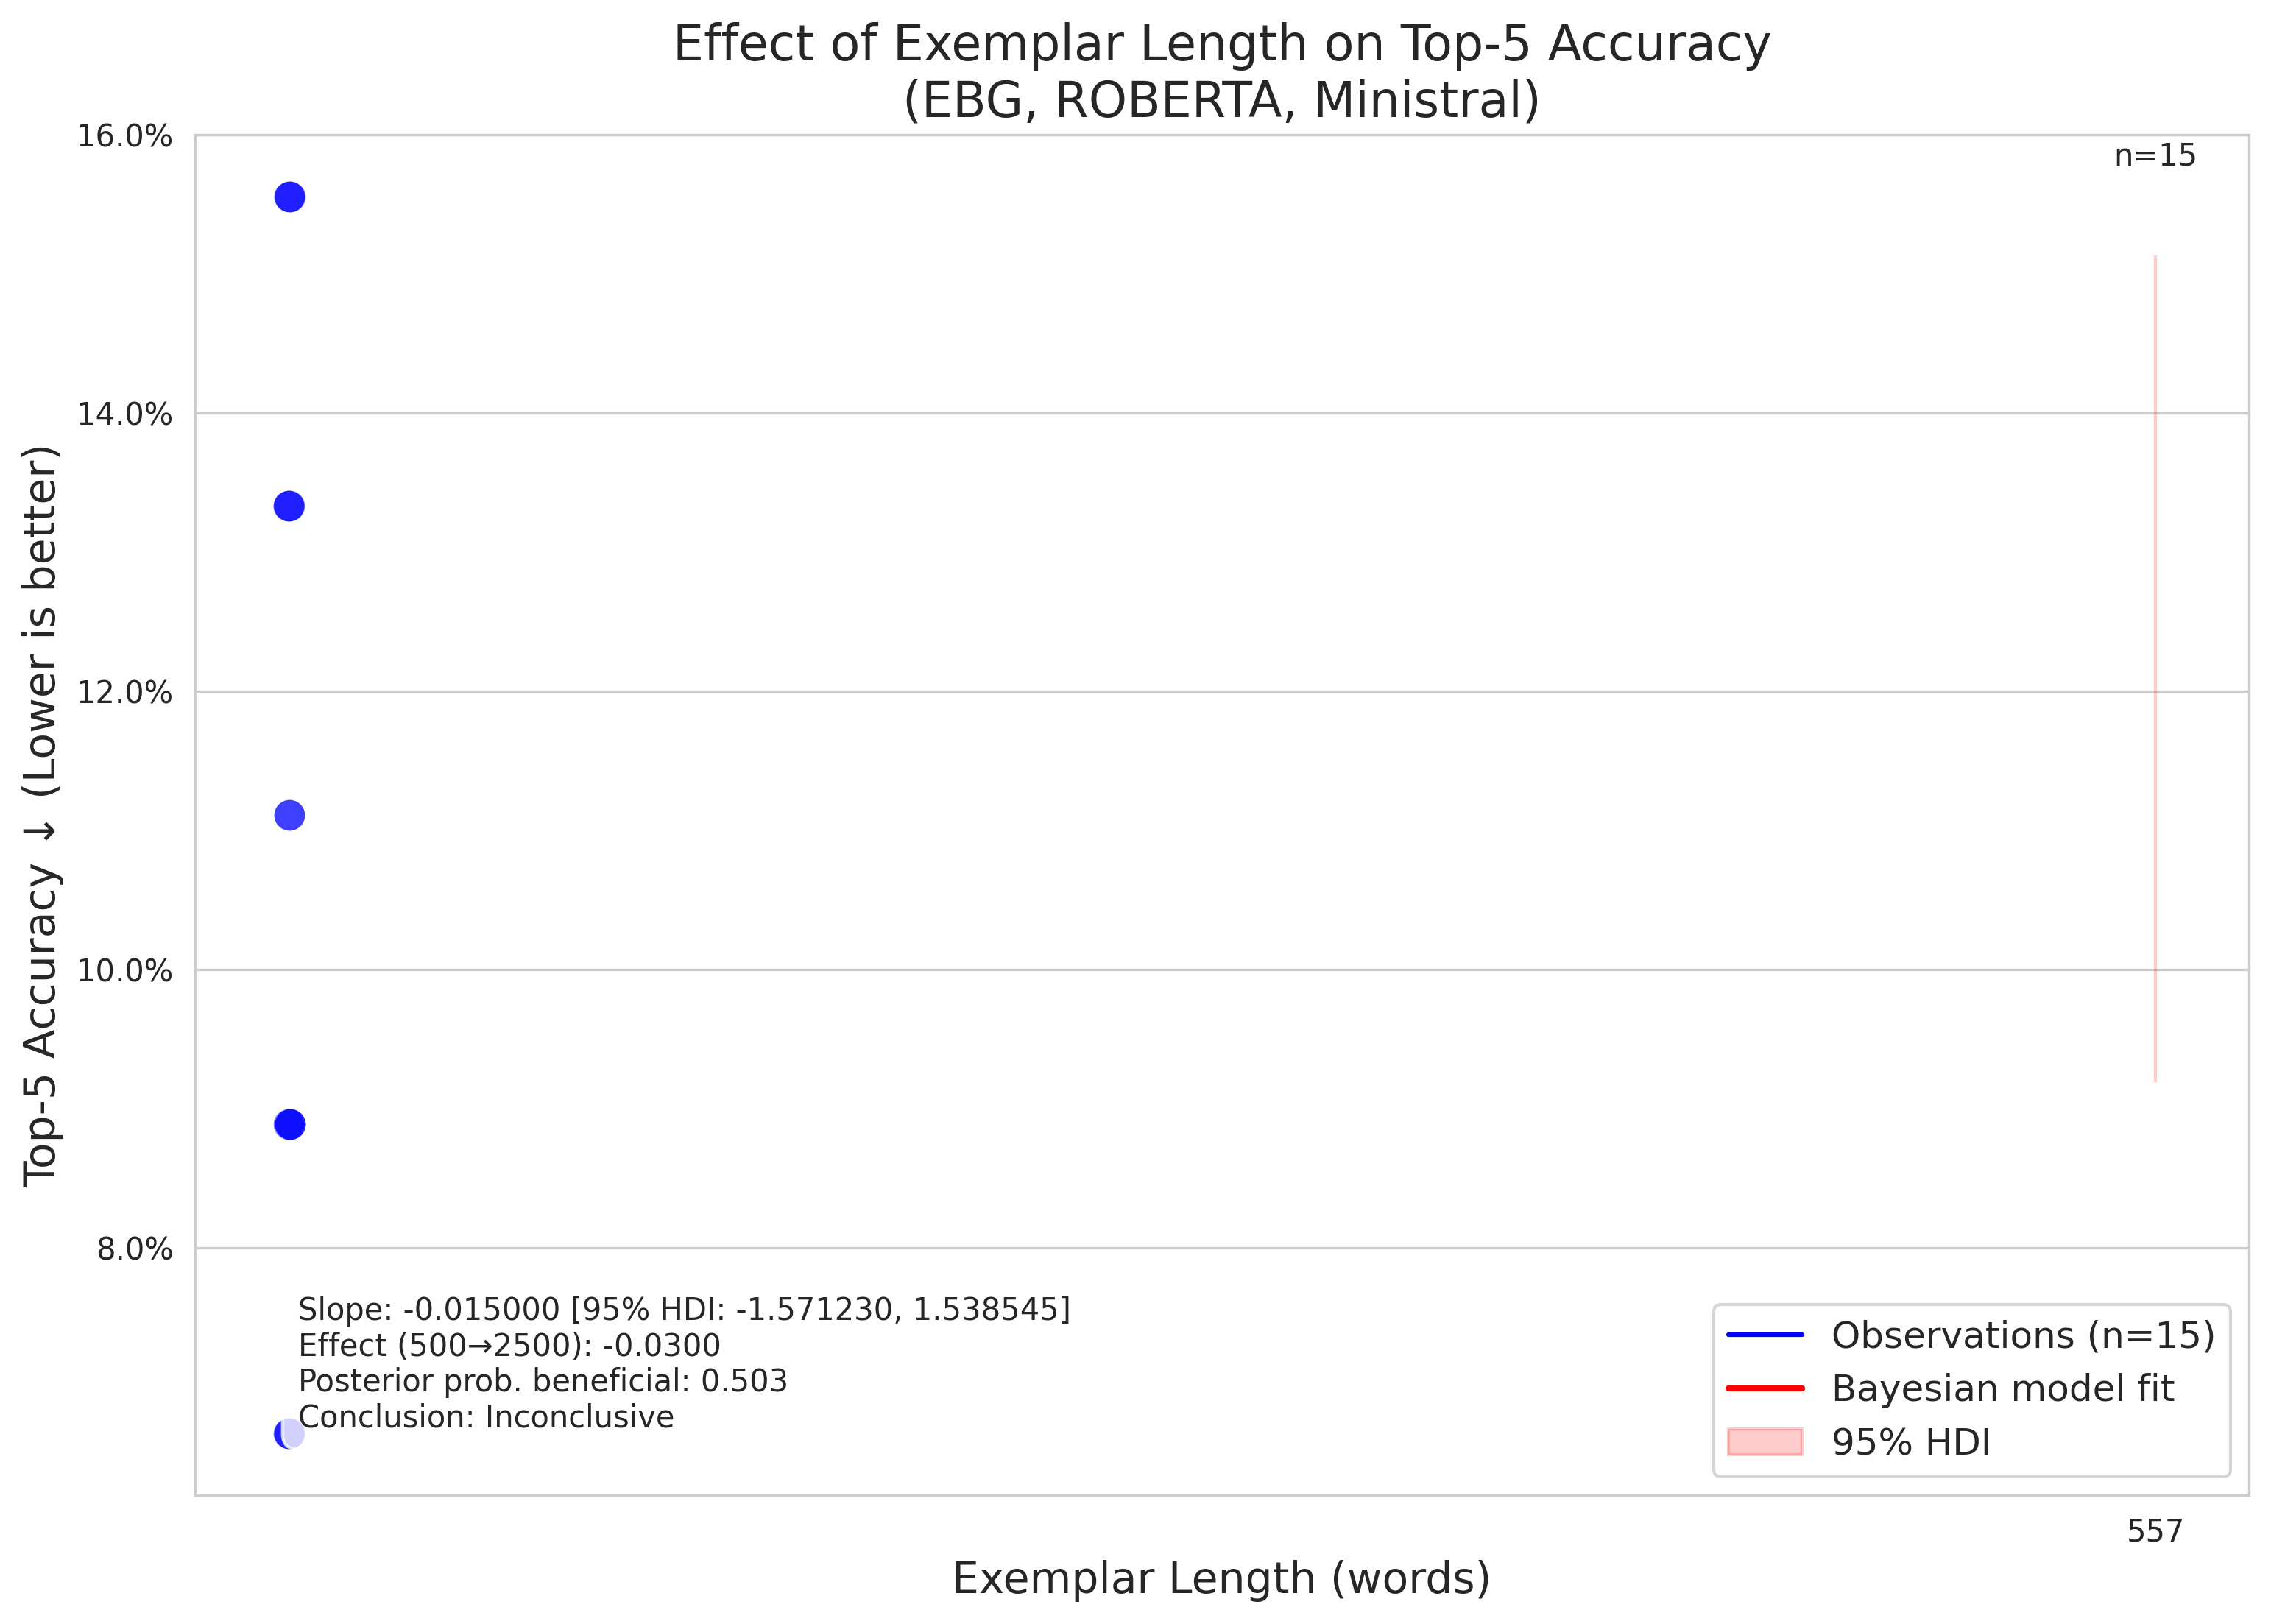 Effect of Exemplar Length on Top-5 Accuracy
(EBG, ROBERTA, Ministral)
16.0%
14.0%
12.0%
10.0%
8.0%
Top-5 Accuracy ↓ (Lower is better)
n=15
Slope: -0.015000 [95% HDI: -1.571230, 1.538545]
Effect (500→2500): -0.0300
Posterior prob. beneficial: 0.503
Conclusion: Inconclusive
Observations (n=15)
Bayesian model fit
95% HDI
557
Exemplar Length (words)